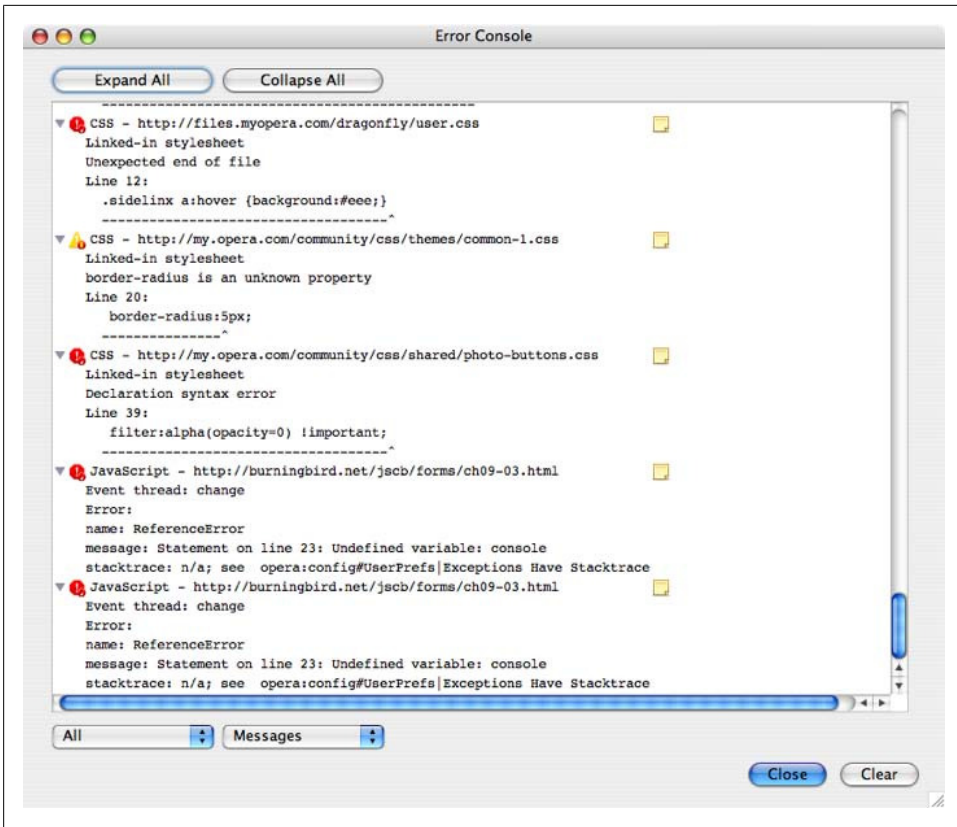 Error Console
Expand All
Collapse All
CSS - http://files.myopera.com/dragonfly/user.css
Linked-in stylesheet
Unexpected end of file
Line 12:
.sidelinx a:hover {background:#eee;}
-------------------------------------^
CSS - http://my.opera.com/community/css/themes/common-1.css
Linked-in stylesheet
border-radius is an unknown property
Line 20:
border-radius:5px;
---------------^
CSS - http://my.opera.com/community/css/shared/photo-buttons.css
Linked-in stylesheet
Declaration syntax error
Line 39:
filter:alpha(opacity=0) !important;
-------------------------------------^
JavaScript - http://burningbird.net/jscb/forms/ch09-03.html
Event thread: change
Error:
name: ReferenceError
message: Statement on line 23: Undefined variable: console
stacktrace: n/a; see  opera:config#UserPrefs|Exceptions Have Stacktrace
JavaScript - http://burningbird.net/jscb/forms/ch09-03.html
Event thread: change
Error:
name: ReferenceError
message: Statement on line 23: Undefined variable: console
stacktrace: n/a; see  opera:config#UserPrefs|Exceptions Have Stacktrace
All
Messages
Close
Clear